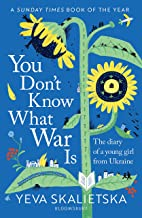 A SUNDAY TIMES BOOK OF THE YEAR
You
Don't
Know
What
War
Is
The diary
of a young
girl from
Ukraine
YEVA SKALIETSKA
BLOOMSBURY